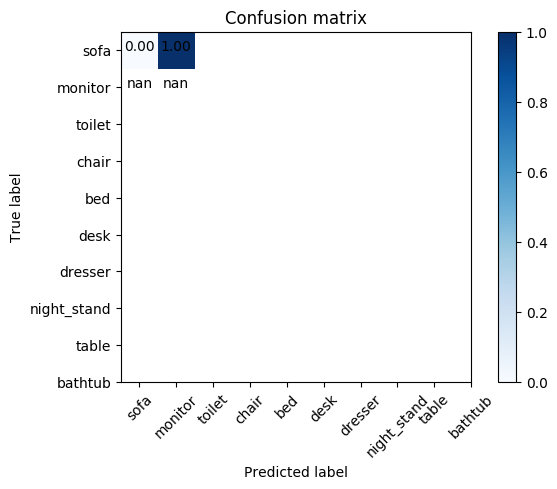 Confusion matrix
True label
sofa
monitor
toilet
chair
bed
desk
dresser
night_stand
table
bathtub
0.00 1.00
nan nan
1.0
0.8
0.6
0.4
0.2
0.0
sofa
monitor
toilet
chair
bed
desk
dresser
night_stand
table
bathtub
Predicted label